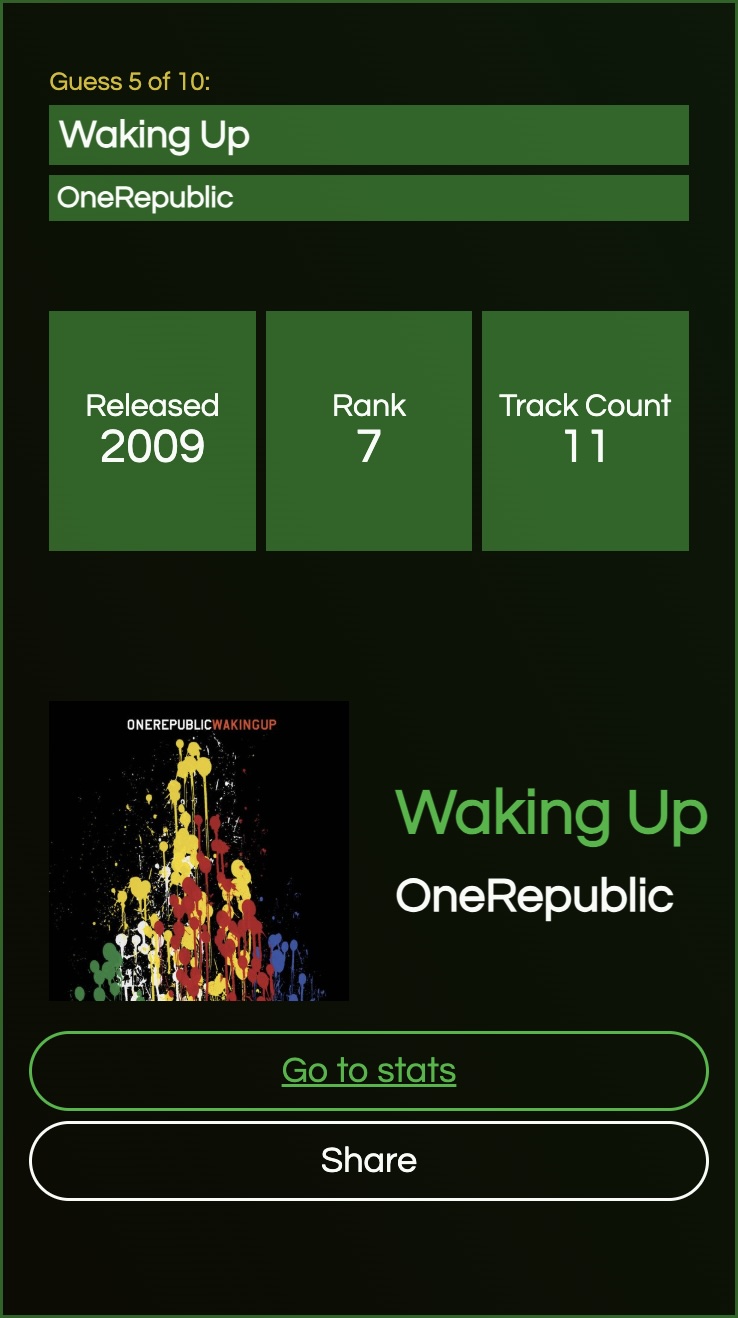 Guess 5 of 10:
Waking Up
OneRepublic
Released
2009
Rank
7
Track Count
11
ONEREPUBLICWAKINGUP
Waking Up
OneRepublic
Go to stats
Share